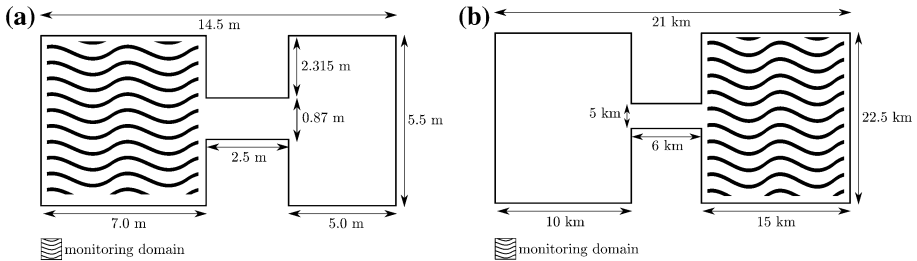 (a)
14.5 m
2.315 m
0.87 m
5.5 m
2.5 m
7.0 m
5.0 m
monitoring domain
(b)
21 km
5 km
22.5 km
6 km
10 km
15 km
monitoring domain